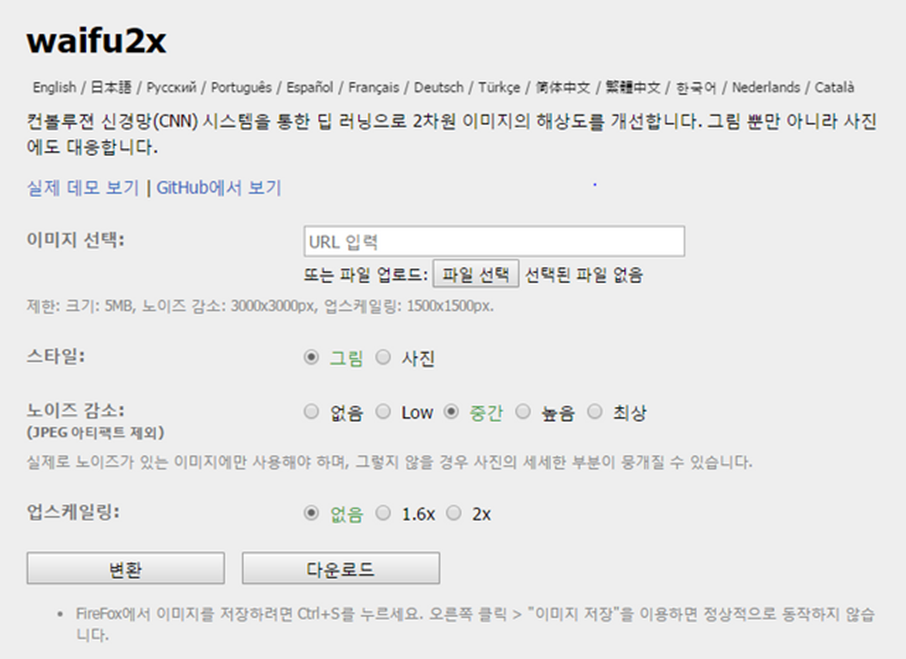 waifu2x
English / 日本語 / Русский / Português / Español / Français / Deutsch / Türkçe / 简体中文 / 繁體中文 / 한국어 / Nederlands / Català
컨볼루젼 신경망(CNN) 시스템을 통한 딥 러닝으로 2차원 이미지의 해상도를 개선합니다. 그림 뿐만 아니라 사진
에도 대응합니다.
실제 데모 보기 | GitHub에서 보기
이미지 선택: URL 입력
또는 파일 업로드: 파일 선택 선택된 파일 없음
제한: 크기: 5MB, 노이즈 감소: 3000x3000px, 업스케일링: 1500x1500px.
스타일: 그림 사진
노이즈 감소: 없음 Low 중간 높음 최상
(JPEG 아티팩트 제외)
실제로 노이즈가 있는 이미지에만 사용해야 하며, 그렇지 않을 경우 사진의 세세한 부분이 뭉개질 수 있습니다.
업스케일링: 없음 1.6x 2x
변환 다운로드
• FireFox에서 이미지를 저장하려면 Ctrl+S를 누르세요. 오른쪽 클릭 > "이미지 저장"을 이용하면 정상적으로 동작하지 않습
니다.